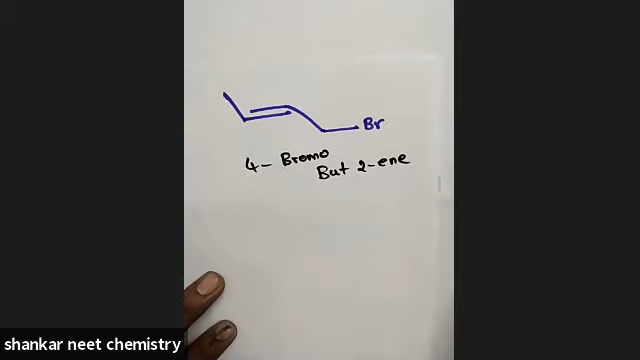 Br
4- Bromo
But 2-ene
shankar neet chemistry